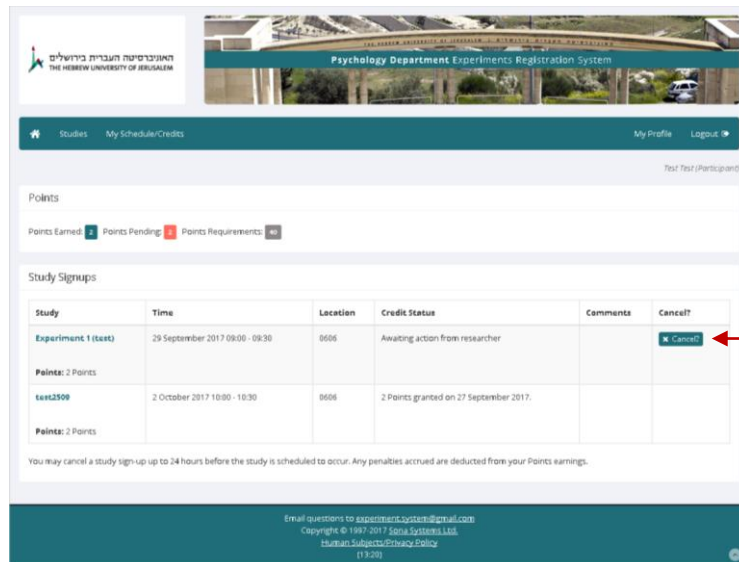 האוניברסיטה העברית בירושלים
THE HEBREW UNIVERSITY OF JERUSALEM
THE HEBREW UNIVERSITY OF JERUSALEM
Psychology Department Experiments Registration System
Studies My Schedule/Credits My Profile Logout
Test Test (Participant)
Points
Points Earned: 2 Points Pending: 2 Points Requirements: 40
Study Signups
Study Time Location Credit Status Comments Cancel?
Experiment 1 (test) 29 September 2017 09:00 - 09:30 0606 Awaiting action from researcher Cancel?
Points: 2 Points
test2509 2 October 2017 10:00 - 10:30 0606 2 Points granted on 27 September 2017.
Points: 2 Points
You may cancel a study sign-up up to 24 hours before the study is scheduled to occur. Any penalties accrued are deducted from your Points earnings.
Email questions to experiment.system@gmail.com
Copyright © 1997-2017 Sona Systems Ltd.
Human Subjects/Privacy Policy
[13:20]